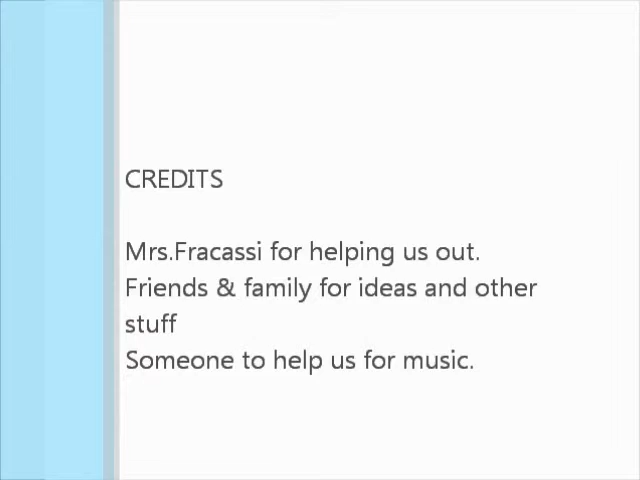 CREDITS
Mrs.Fracassi for helping us out.
Friends & family for ideas and other
stuff
Someone to help us for music.